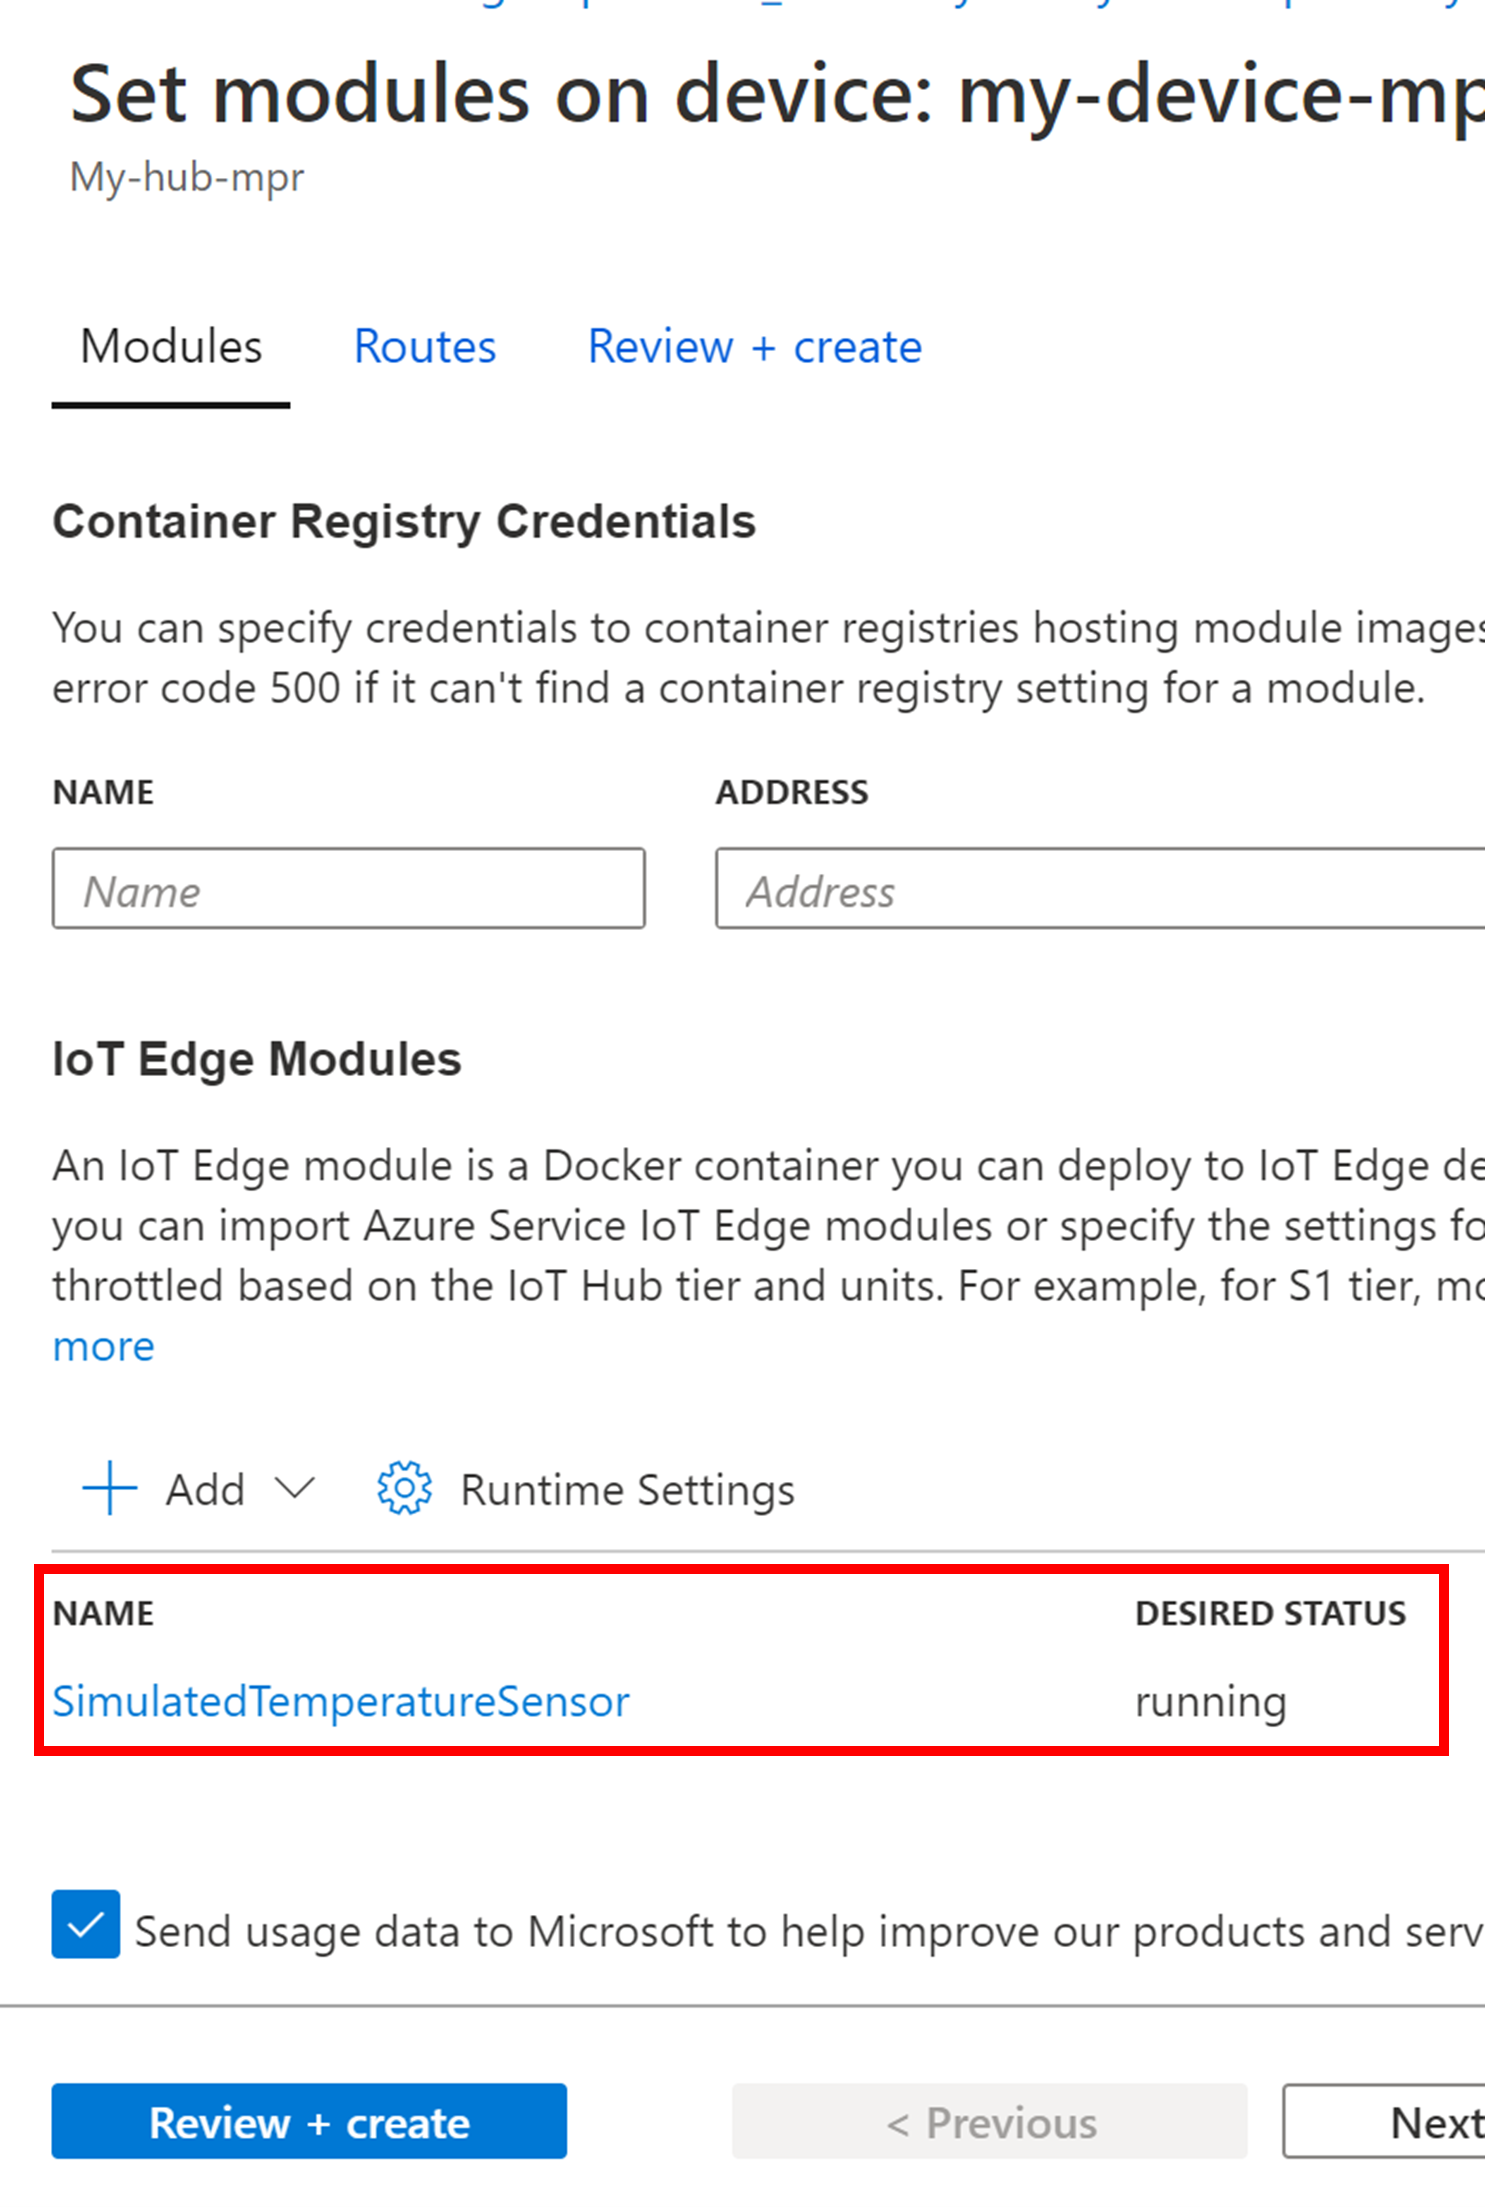 Set modules on device: my-device-mp
My-hub-mpr
Modules Routes Review + create
Container Registry Credentials
You can specify credentials to container registries hosting module images
error code 500 if it can't find a container registry setting for a module.
NAME ADDRESS
Name Address
IoT Edge Modules
An IoT Edge module is a Docker container you can deploy to IoT Edge de
you can import Azure Service IoT Edge modules or specify the settings fo
throttled based on the IoT Hub tier and units. For example, for S1 tier, mo
more
Add Runtime Settings
NAME DESIRED STATUS
SimulatedTemperatureSensor running
Send usage data to Microsoft to help improve our products and serv
Review + create < Previous Next